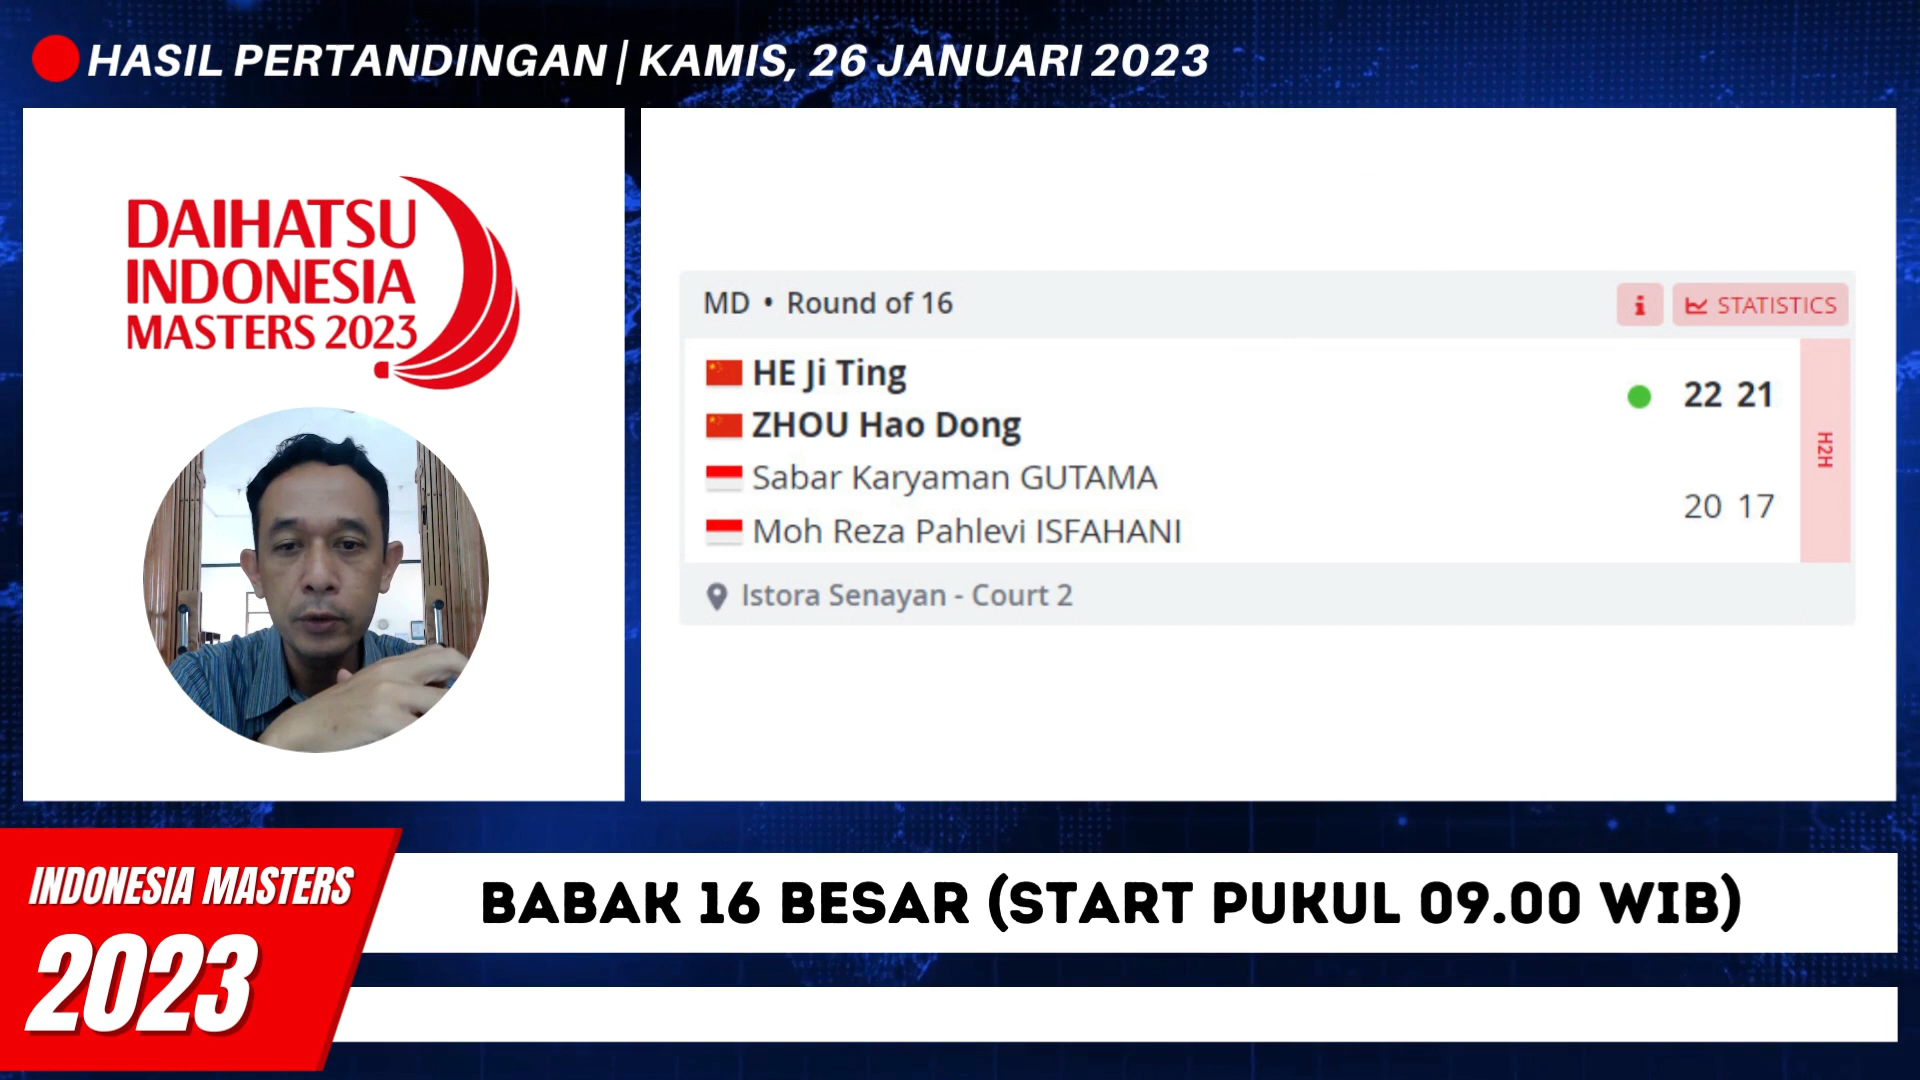 HASIL PERTANDINGAN | KAMIS, 26 JANUARI 2023
DAIHATSU
INDONESIA
MASTERS 2023
MD • Round of 16
i
STATISTICS
HE Ji Ting
ZHOU Hao Dong
22 21
Sabar Karyaman GUTAMA
Moh Reza Pahlevi ISFAHANI
20 17
H2H
Istora Senayan - Court 2
INDONESIA MASTERS
2023
BABAK 16 BESAR (START PUKUL 09.00 WIB)